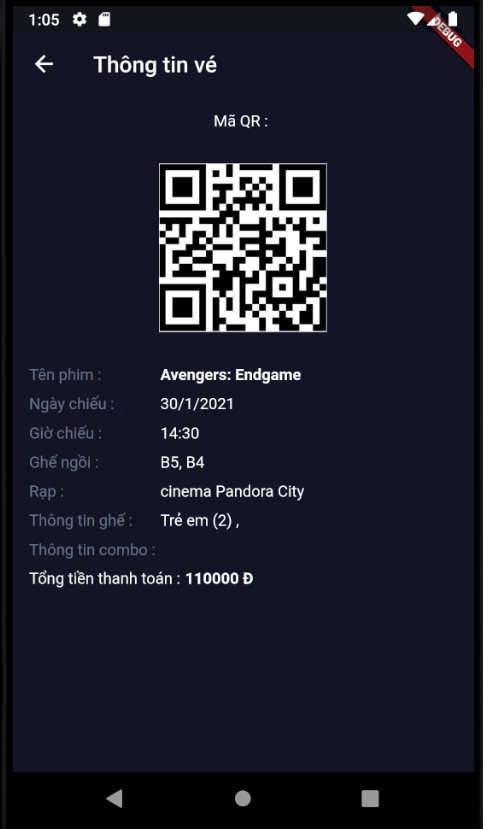 1:05
DEBUG
Thông tin vé
Mã QR :
Tên phim : Avengers: Endgame
Ngày chiếu : 30/1/2021
Giờ chiếu : 14:30
Ghế ngồi : B5, B4
Rạp : cinema Pandora City
Thông tin ghế : Trẻ em (2) ,
Thông tin combo :
Tổng tiền thanh toán : 110000 Đ